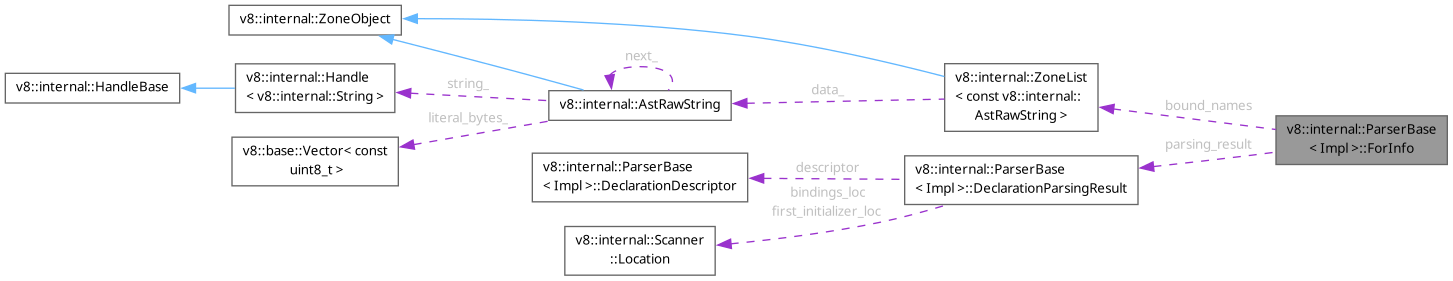 v8::internal::ZoneObject
v8::internal::HandleBase
v8::internal::Handle
< v8::internal::String >
string_
literal_bytes_
v8::base::Vector< const
uint8_t >
next_
v8::internal::AstRawString
data_
v8::internal::ZoneList
< const v8::internal::
AstRawString >
bound_names
parsing_result
v8::internal::ParserBase
< Impl >::ForInfo
v8::internal::ParserBase
< Impl >::DeclarationDescriptor
descriptor
bindings_loc
first_initializer_loc
v8::internal::ParserBase
< Impl >::DeclarationParsingResult
v8::internal::Scanner
::Location